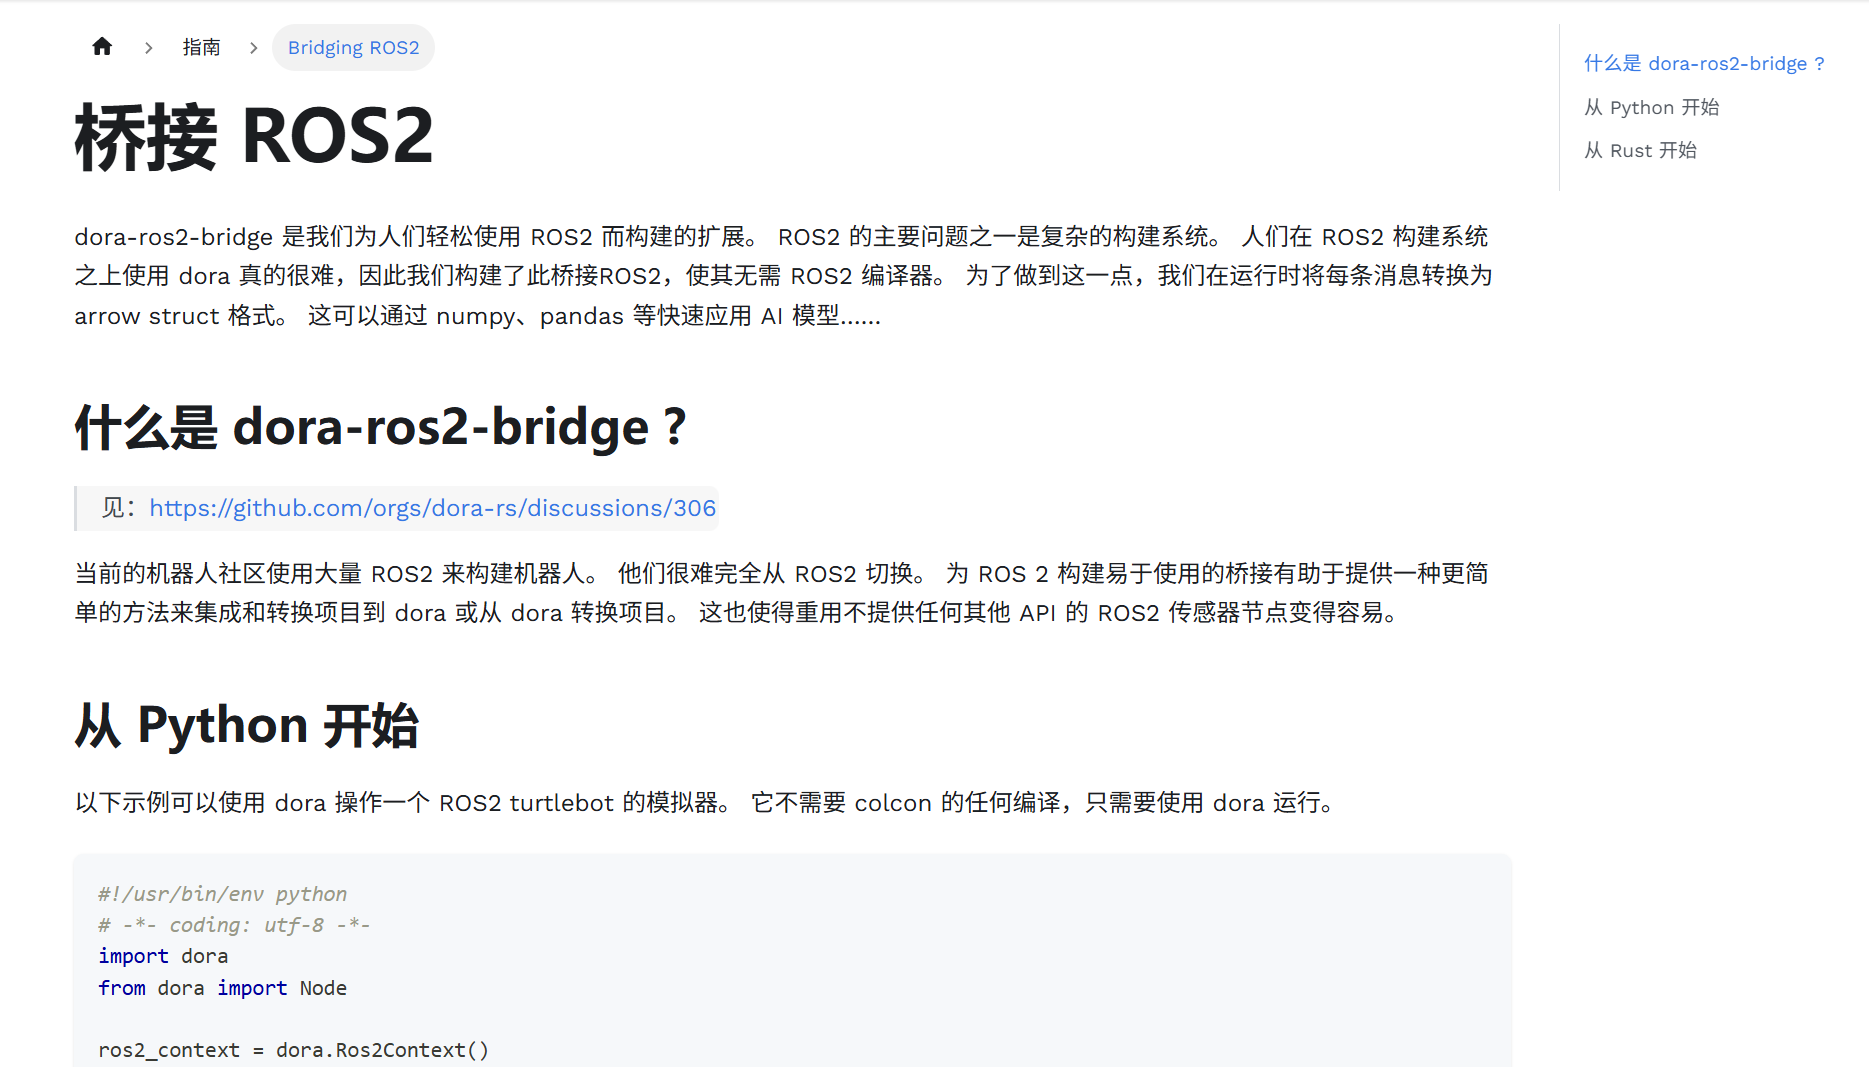 指南
Bridging ROS2
什么是 dora-ros2-bridge ?
从 Python 开始
从 Rust 开始
桥接 ROS2
dora-ros2-bridge 是我们为人们轻松使用 ROS2 而构建的扩展。 ROS2 的主要问题之一是复杂的构建系统。 人们在 ROS2 构建系统
之上使用 dora 真的很难，因此我们构建了此桥接ROS2，使其无需 ROS2 编译器。 为了做到这一点，我们在运行时将每条消息转换为
arrow struct 格式。 这可以通过 numpy、pandas 等快速应用 AI 模型……
什么是 dora-ros2-bridge ?
见：https://github.com/orgs/dora-rs/discussions/306
当前的机器人社区使用大量 ROS2 来构建机器人。 他们很难完全从 ROS2 切换。 为 ROS 2 构建易于使用的桥接有助于提供一种更简
单的方法来集成和转换项目到 dora 或从 dora 转换项目。 这也使得重用不提供任何其他 API 的 ROS2 传感器节点变得容易。
从 Python 开始
以下示例可以使用 dora 操作一个 ROS2 turtlebot 的模拟器。 它不需要 colcon 的任何编译，只需要使用 dora 运行。
#!/usr/bin/env python
# -*- coding: utf-8 -*-
import dora
from dora import Node
ros2_context = dora.Ros2Context()